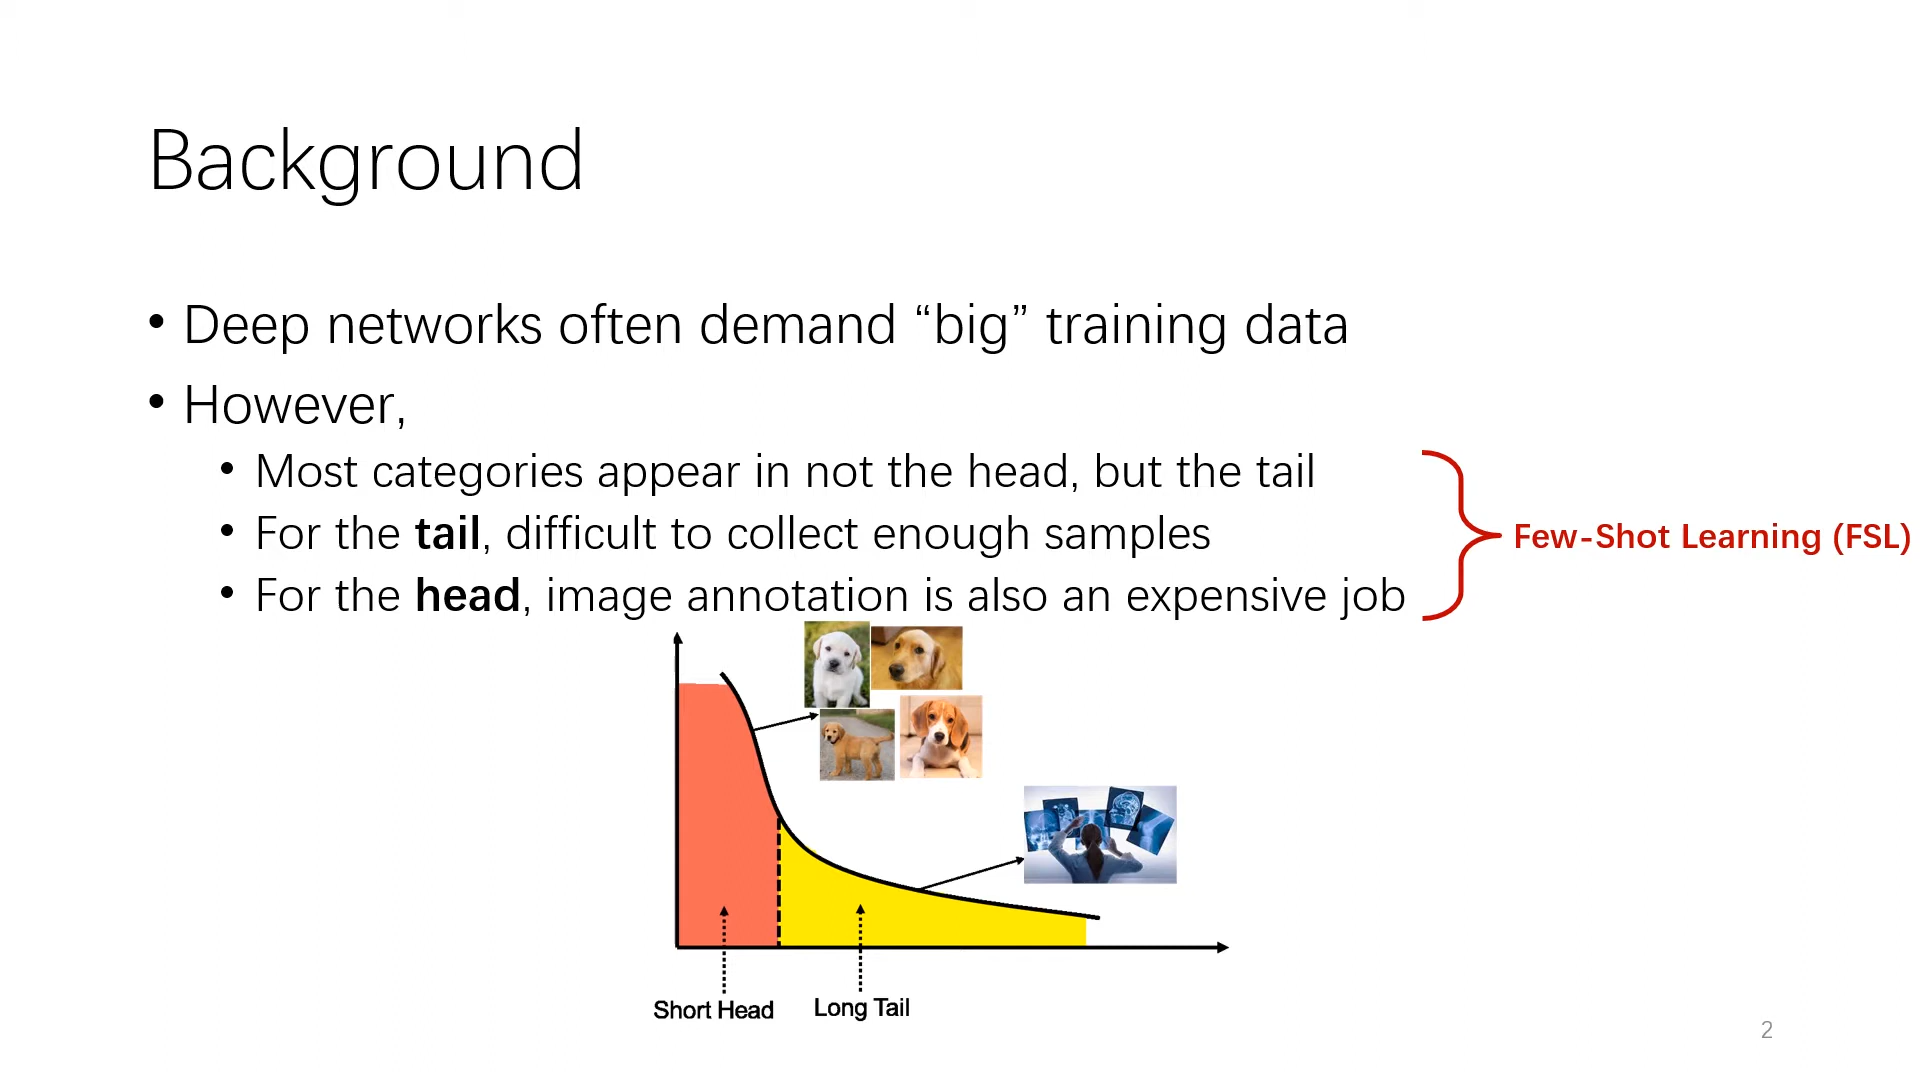 Background
• Deep networks often demand “big” training data
• However,
• Most categories appear in not the head, but the tail
• For the tail, difficult to collect enough samples
• For the head, image annotation is also an expensive job
Few-Shot Learning (FSL)
Short Head
Long Tail
2